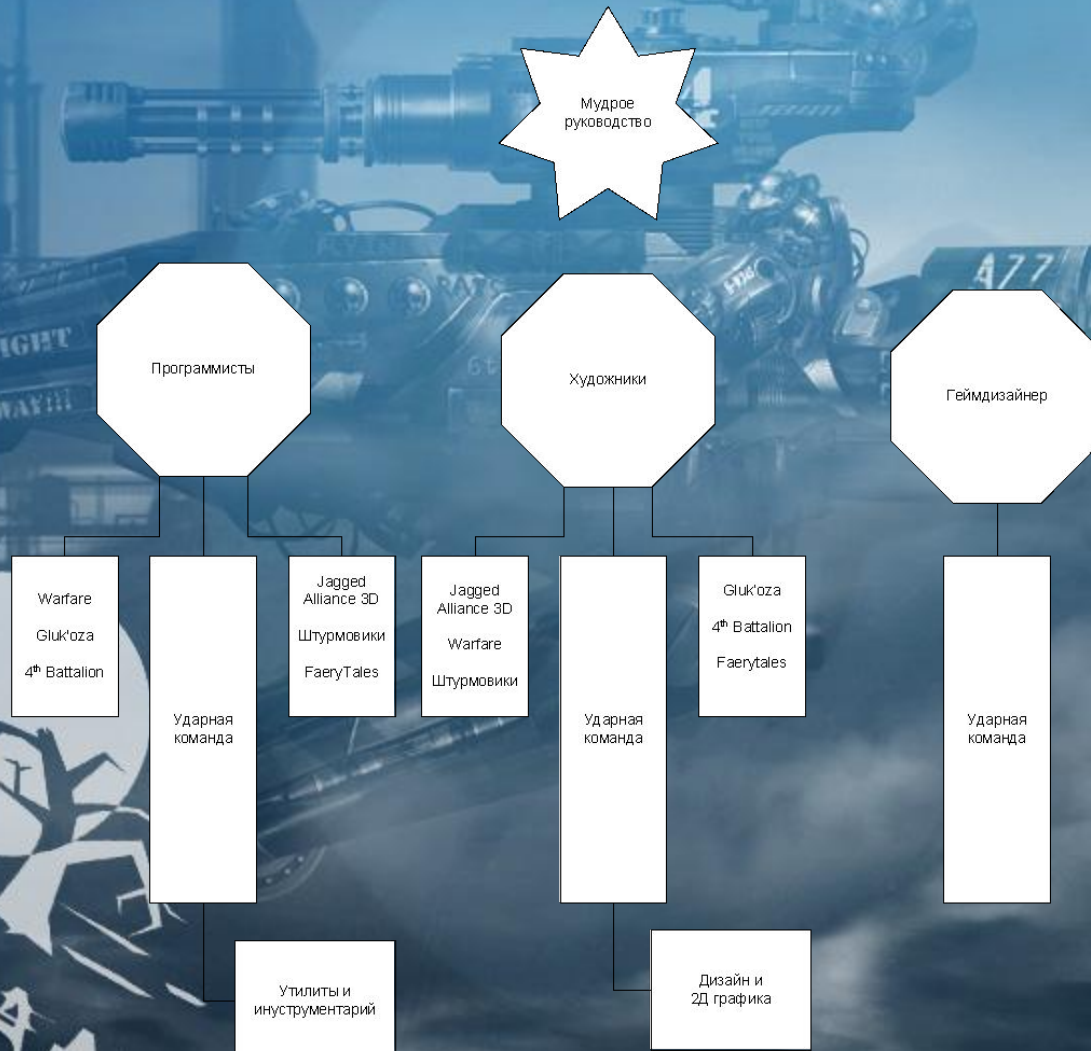 Мудрое
руководство
A77
Программисты
Художники
Геймдизайнер
Warfare
Gluk'oza
4th Battalion
Ударная
команда
Jagged
Alliance 3D
Штурмовики
FaeryTales
Jagged
Alliance 3D
Warfare
Штурмовики
Ударная
команда
Gluk'oza
4th Battalion
Faerytales
Ударная
команда
Утилиты и
инуструментарий
Дизайн и
2Д графика